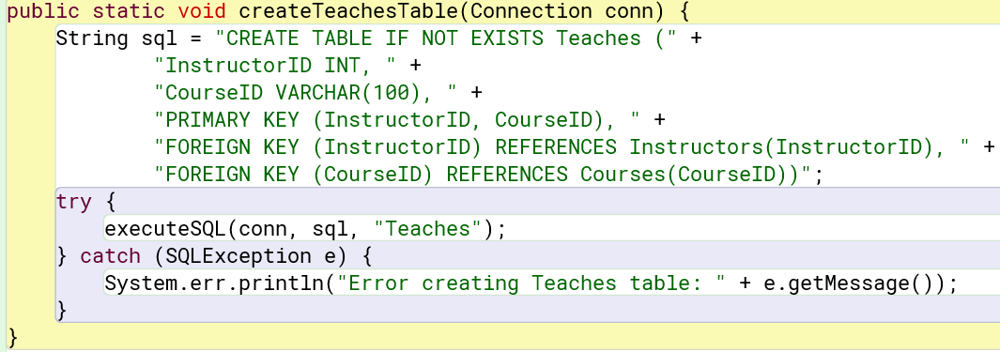 public static void createTeachesTable(Connection conn) {
    String sql = "CREATE TABLE IF NOT EXISTS Teaches (" +
            "InstructorID INT, " +
            "CourseID VARCHAR(100), " +
            "PRIMARY KEY (InstructorID, CourseID), " +
            "FOREIGN KEY (InstructorID) REFERENCES Instructors(InstructorID), " +
            "FOREIGN KEY (CourseID) REFERENCES Courses(CourseID))";
    try {
        executeSQL(conn, sql, "Teaches");
    } catch (SQLException e) {
        System.err.println("Error creating Teaches table: " + e.getMessage());
    }
}